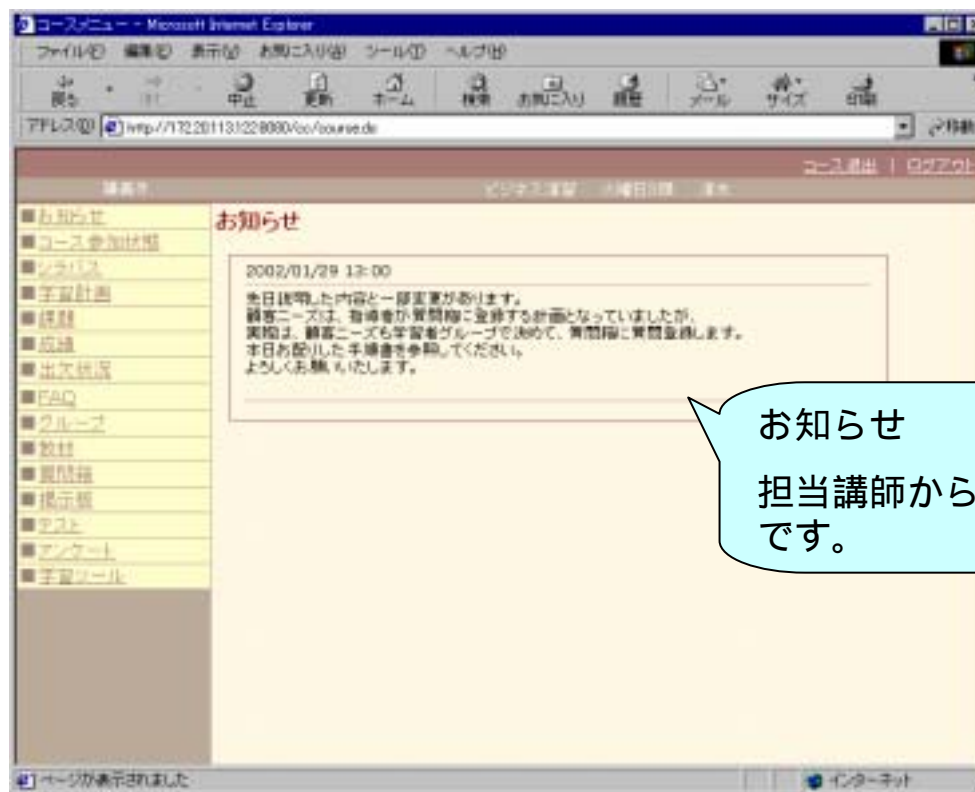 コースメニュー - Microsoft Internet Explorer
ファイル(F) 編集(E) 表示(V) お気に入り(A) ツール(T) ヘルプ(H)
戻る 中止 更新 ホーム 検索 お気に入り 履歴 メール サイズ 印刷
アドレス(D) http://172.20.113.122:8080/cc/course.do 移動
コース退出 | ログアウト
ビジネス演習
■お知らせ
■コース参加状態
■シラバス
■学習計画
■課題
■成績
■出欠状況
■FAQ
■グループ
■教材
■質問箱
■掲示板
■テスト
■アンケート
■学習ツール
お知らせ
2002/01/29 13:00
先日説明した内容と一部変更があります。
顧客ニーズは、指導者が質問箱に登録する計画となっていましたが、
実際は、顧客ニーズも学習者グループで決めて、質問箱に質問登録します。
本日お配りした手順書を参照してください。
よろしくお願いいたします。
お知らせ
担当講師から
です。
ページが表示されました
インターネット